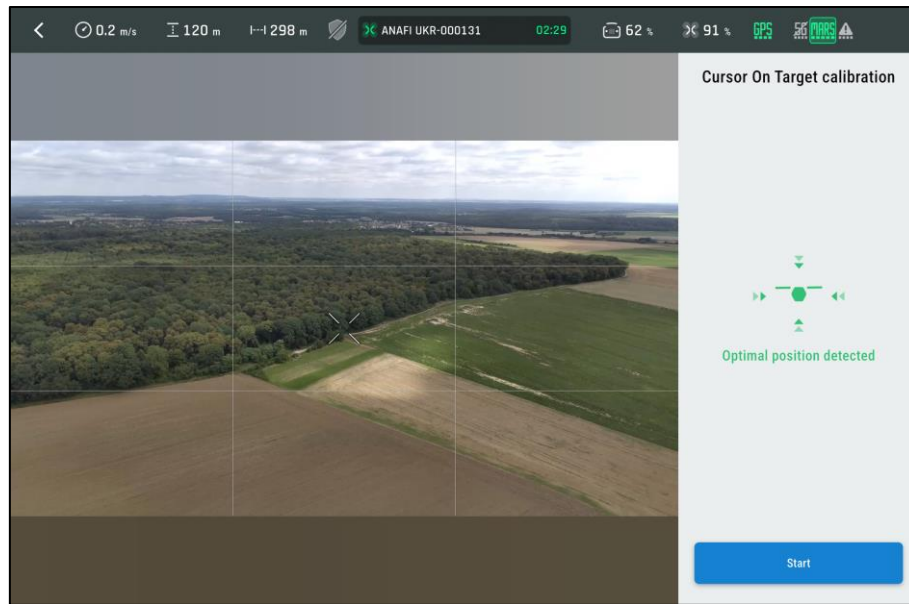 0.2 m/s 120 m 298 m ANAFI UKR-000131 02:29 62 % 91 % GPS 5G MARS
Cursor On Target calibration
Optimal position detected
Start